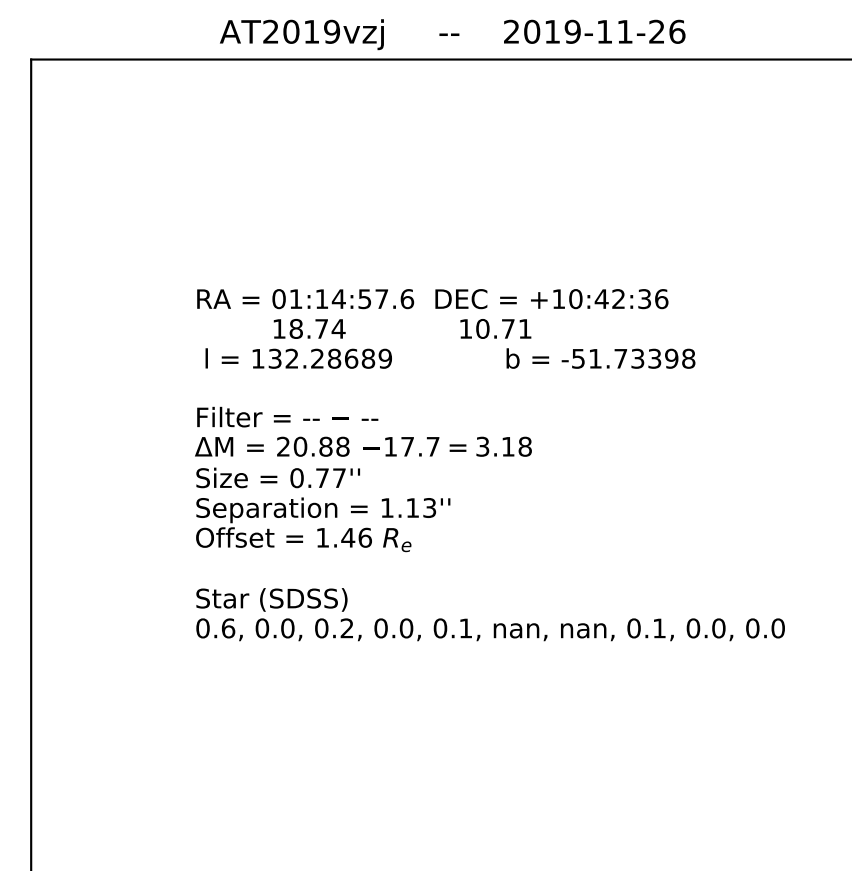 AT2019vzj -- 2019-11-26
RA = 01:14:57.6 DEC = +10:42:36
18.74 10.71
l = 132.28689 b = -51.73398
Filter = -- − --
ΔM = 20.88 −17.7 = 3.18
Size = 0.77''
Separation = 1.13''
Offset = 1.46 Rₑ
Star (SDSS)
0.6, 0.0, 0.2, 0.0, 0.1, nan, nan, 0.1, 0.0, 0.0